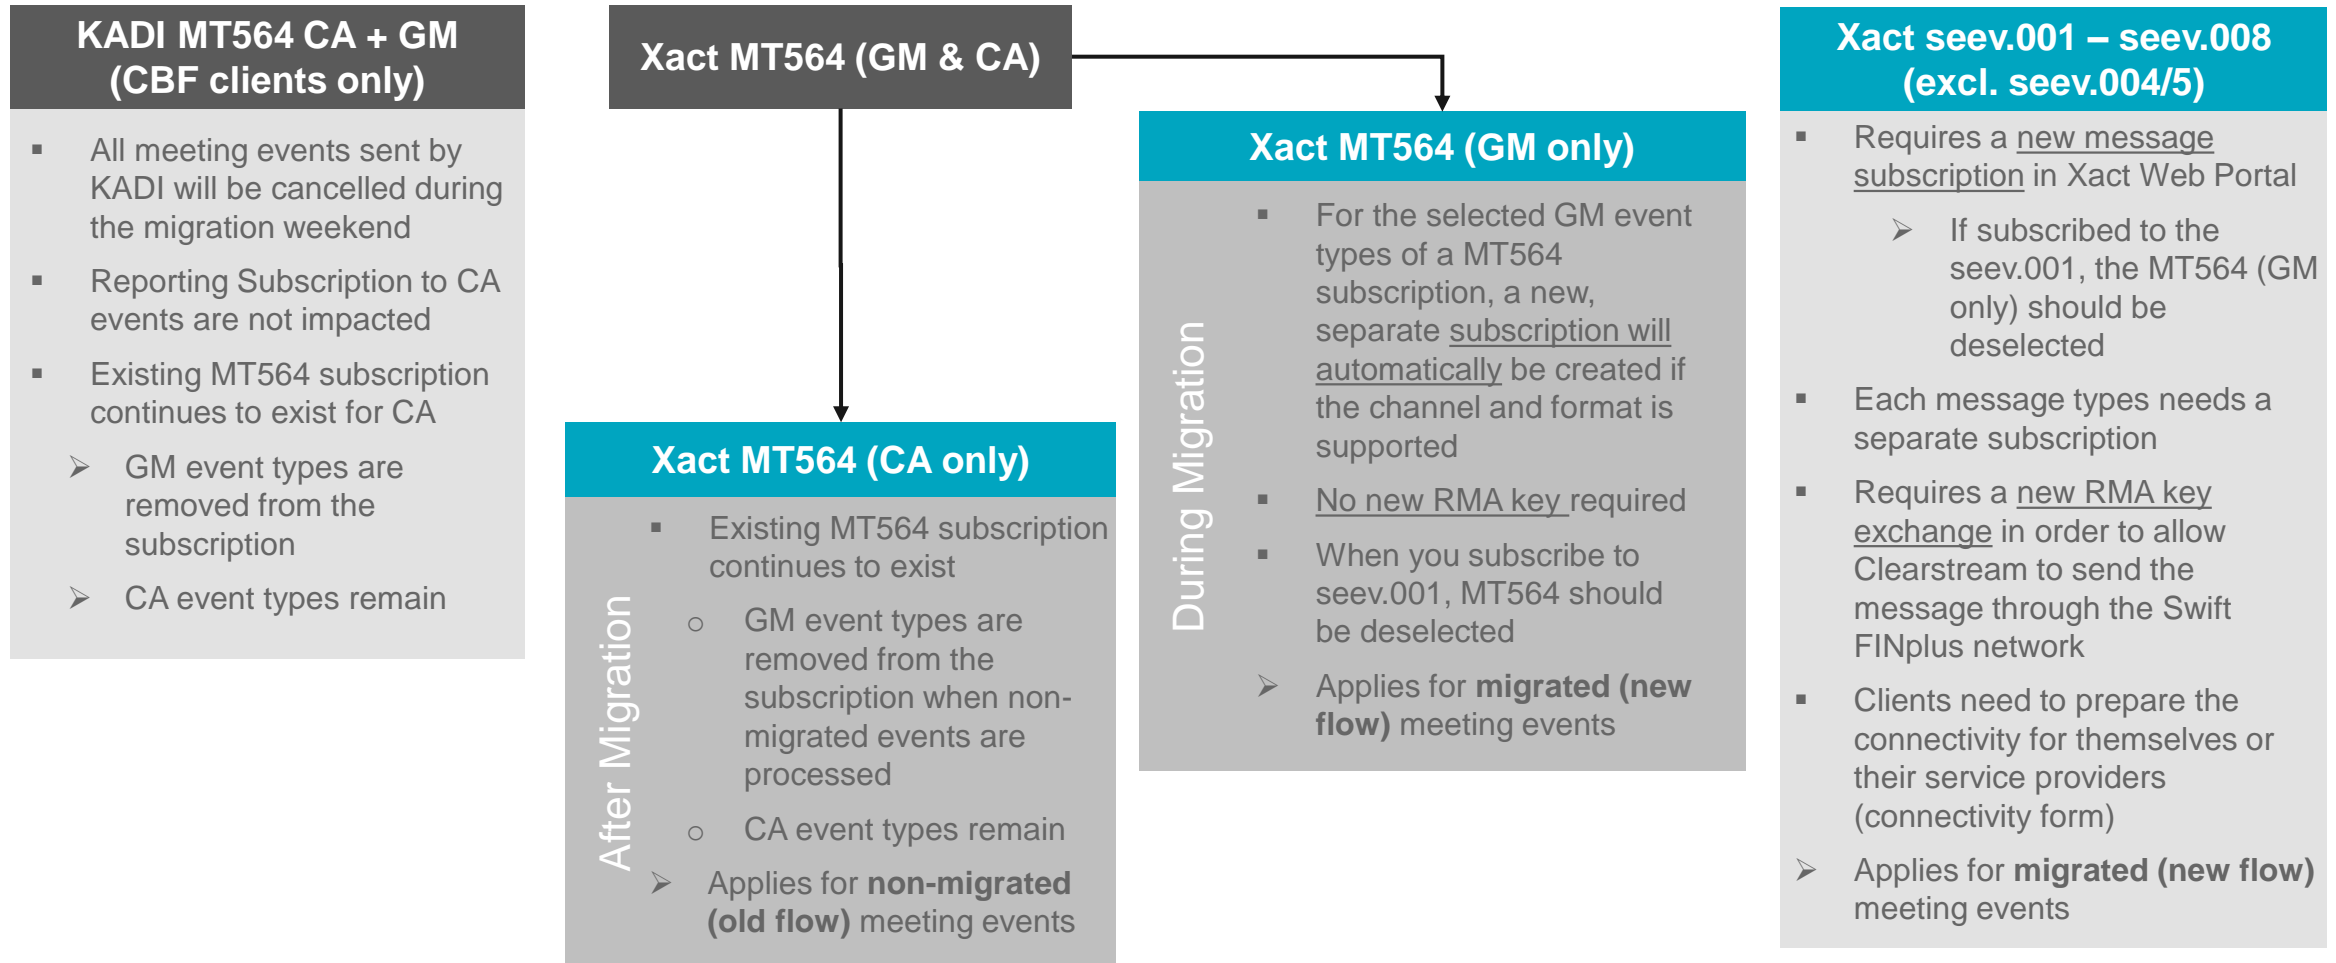 KADI MT564 CA + GM
(CBF clients only)
▪ All meeting events sent by
KADI will be cancelled during
the migration weekend
▪ Reporting Subscription to CA
events are not impacted
▪ Existing MT564 subscription
continues to exist for CA
➢ GM event types are
removed from the
subscription
➢ CA event types remain
Xact MT564 (GM & CA)
Xact MT564 (CA only)
After Migration
▪ Existing MT564 subscription
continues to exist
o GM event types are
removed from the
subscription when non-
migrated events are
processed
o CA event types remain
➢ Applies for non-migrated
(old flow) meeting events
Xact MT564 (GM only)
During Migration
▪ For the selected GM event
types of a MT564
subscription, a new,
separate subscription will
automatically be created if
the channel and format is
supported
▪ No new RMA key required
▪ When you subscribe to
seev.001, MT564 should
be deselected
➢ Applies for migrated (new
flow) meeting events
Xact seev.001 – seev.008
(excl. seev.004/5)
▪ Requires a new message
subscription in Xact Web Portal
➢ If subscribed to the
seev.001, the MT564 (GM
only) should be
deselected
▪ Each message types needs a
separate subscription
▪ Requires a new RMA key
exchange in order to allow
Clearstream to send the
message through the Swift
FINplus network
▪ Clients need to prepare the
connectivity for themselves or
their service providers
(connectivity form)
➢ Applies for migrated (new flow)
meeting events